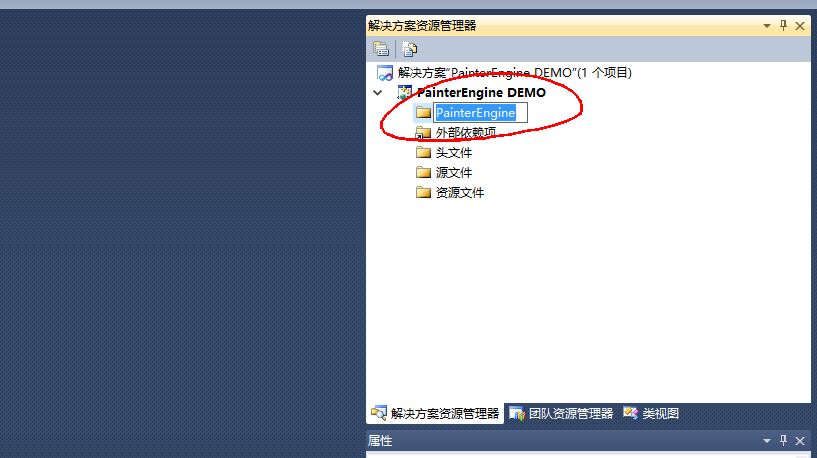 解决方案资源管理器
解决方案"PainterEngine DEMO"(1 个项目)
PainterEngine DEMO
PainterEngine
外部依赖项
头文件
源文件
资源文件
解决方案资源管理器 团队资源管理器 类视图
属性